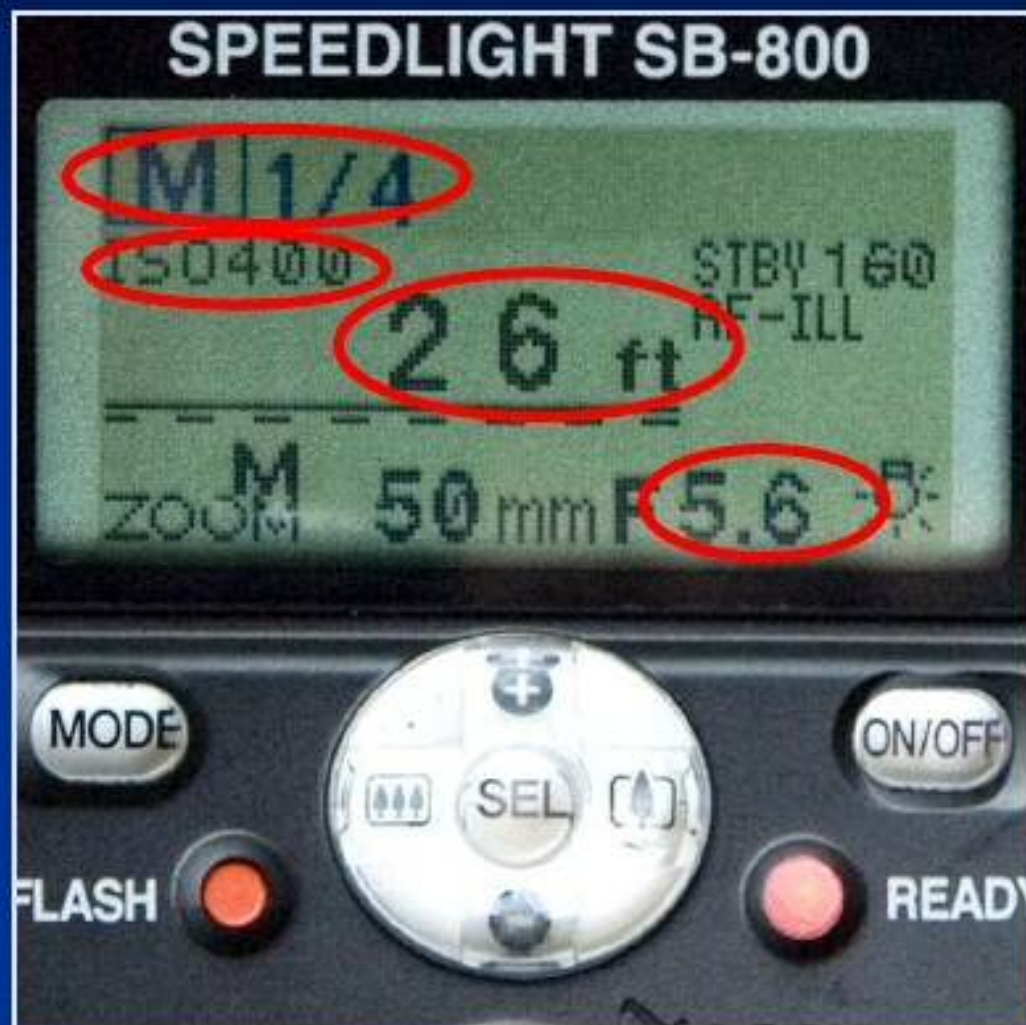 SPEEDLIGHT SB-800
M 1/4
ISO400
STBY 160
AF-ILL
26 ft
M
ZOOM 50 mm F5.6
MODE
ON/OFF
SEL
FLASH
READY